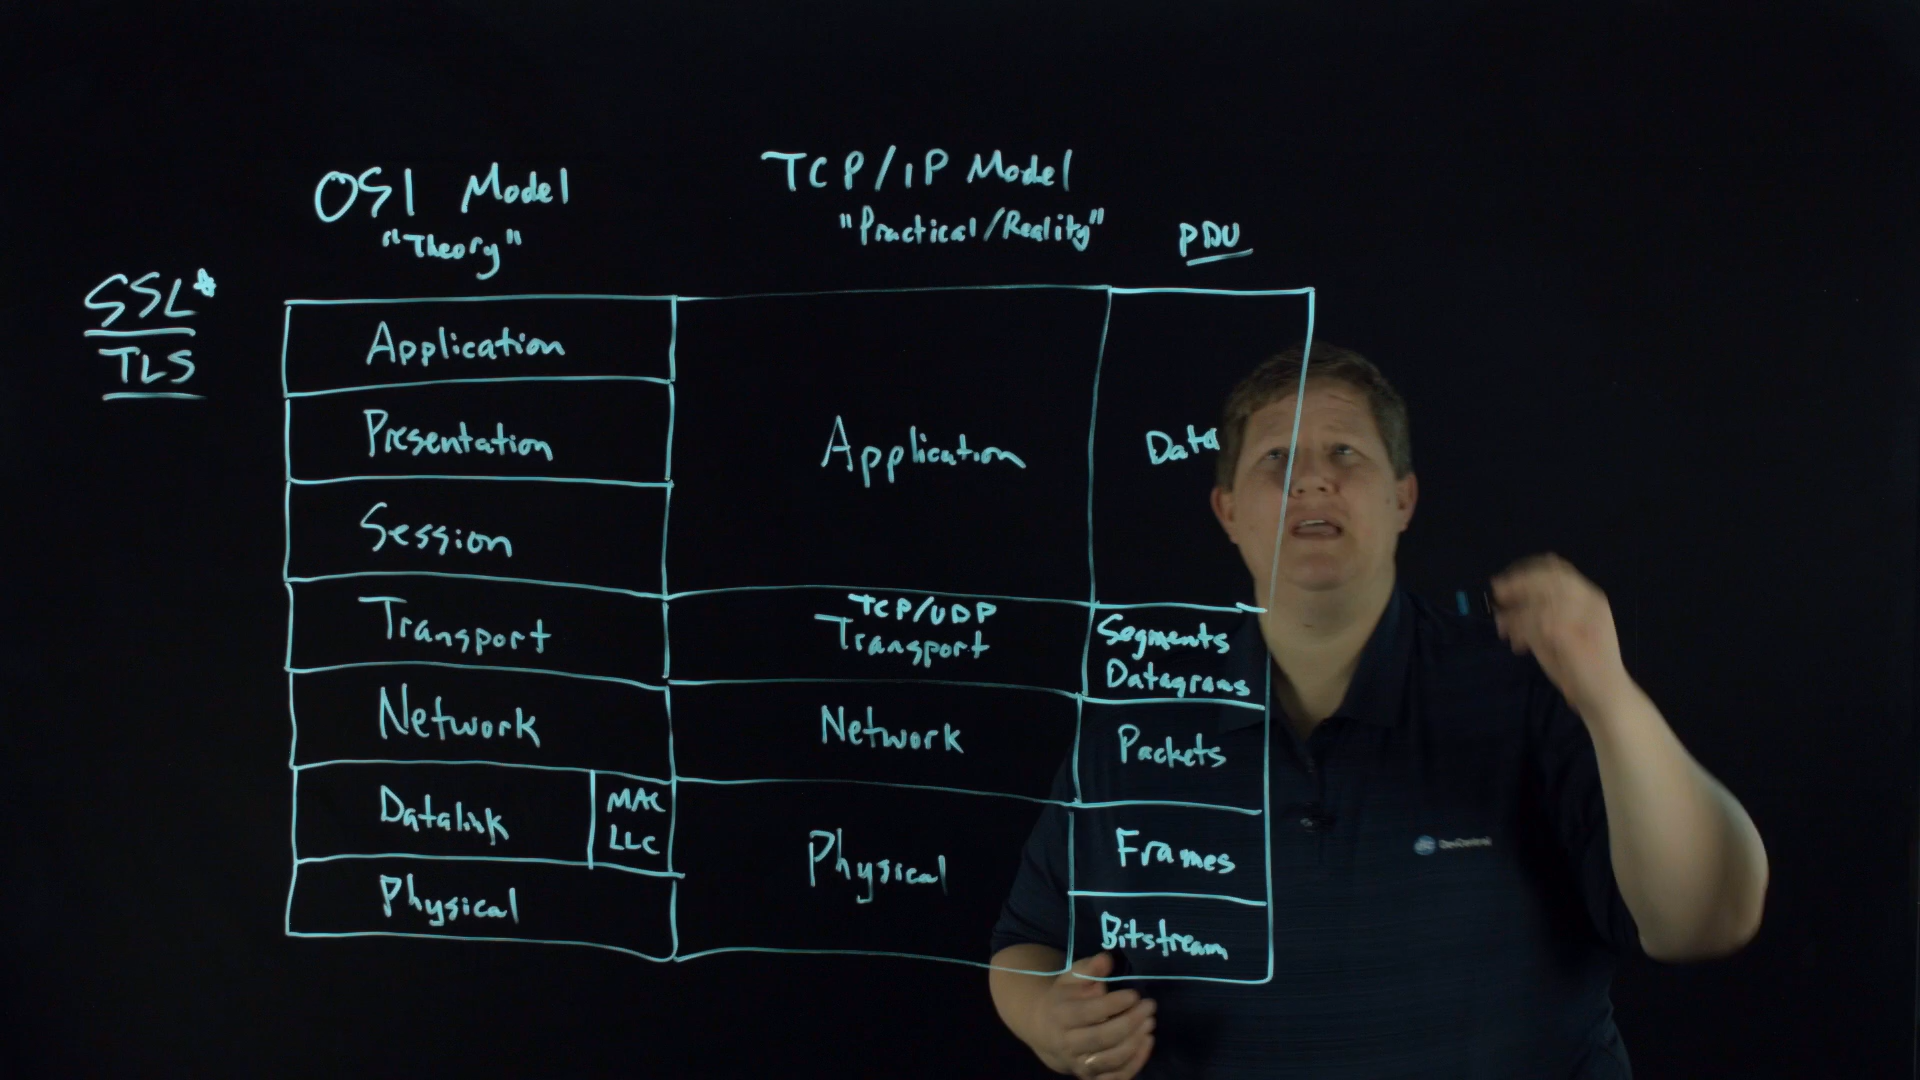 OSI Model
"Theory"
TCP/IP Model
"Practical/Reality"
PDU
SSL*
TLS
Application
Presentation
Session
Transport
Network
Datalink
MAC
LLC
Physical
Application
TCP/UDP
Transport
Network
Physical
Data
Segments
Datagrams
Packets
Frames
Bitstream
DevCentral